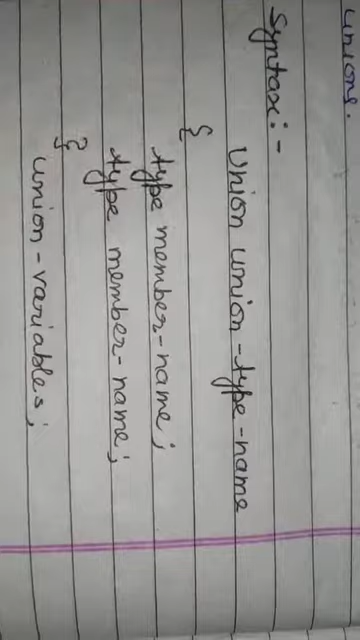 unions.
Syntax:-
Union union-type-name
{
type member-name;
type member-name;
}
union-variables;